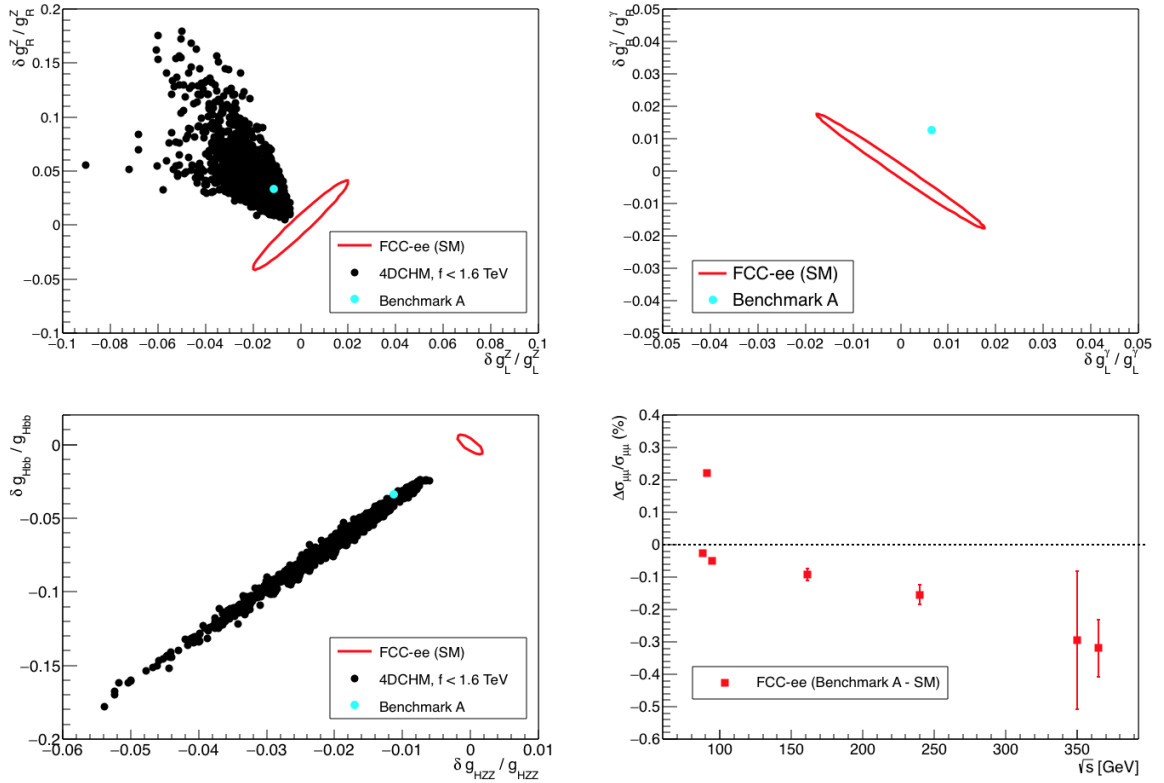 δ g_R^Z / g_R^Z
0.2
0.15
0.1
0.05
0
−0.05
−0.1
FCC-ee (SM)
4DCHM, f < 1.6 TeV
Benchmark A
−0.1 −0.08 −0.06 −0.04 −0.02 0 0.02 0.04 0.06 0.08 0.1
δ g_L^Z / g_L^Z
δ g_R^γ / g_R^γ
0.05
0.04
0.03
0.02
0.01
0
−0.01
−0.02
−0.03
−0.04
−0.05
FCC-ee (SM)
Benchmark A
−0.05 −0.04 −0.03 −0.02 −0.01 0 0.01 0.02 0.03 0.04 0.05
δ g_L^γ / g_L^γ
δ g_Hbb / g_Hbb
0
−0.05
−0.1
−0.15
−0.2
FCC-ee (SM)
4DCHM, f < 1.6 TeV
Benchmark A
−0.06 −0.05 −0.04 −0.03 −0.02 −0.01 0 0.01
δ g_HZZ / g_HZZ
Δσ_μμ/σ_μμ (%)
0.4
0.3
0.2
0.1
0
−0.1
−0.2
−0.3
−0.4
−0.5
−0.6
FCC-ee (Benchmark A - SM)
100 150 200 250 300 350
√s [GeV]